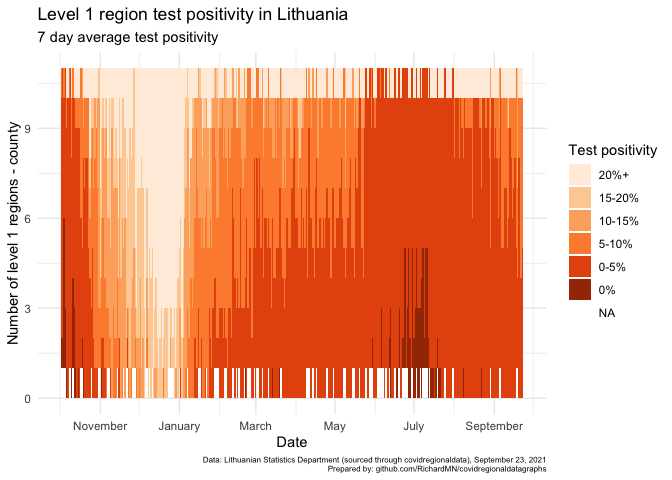 Level 1 region test positivity in Lithuania
7 day average test positivity
Number of level 1 regions - county
9
6
3
0
November January March May July September
Date
Test positivity
20%+
15-20%
10-15%
5-10%
0-5%
0%
NA
Data: Lithuanian Statistics Department (sourced through covidregionaldata), September 23, 2021
Prepared by: github.com/RichardMN/covidregionaldatagraphs